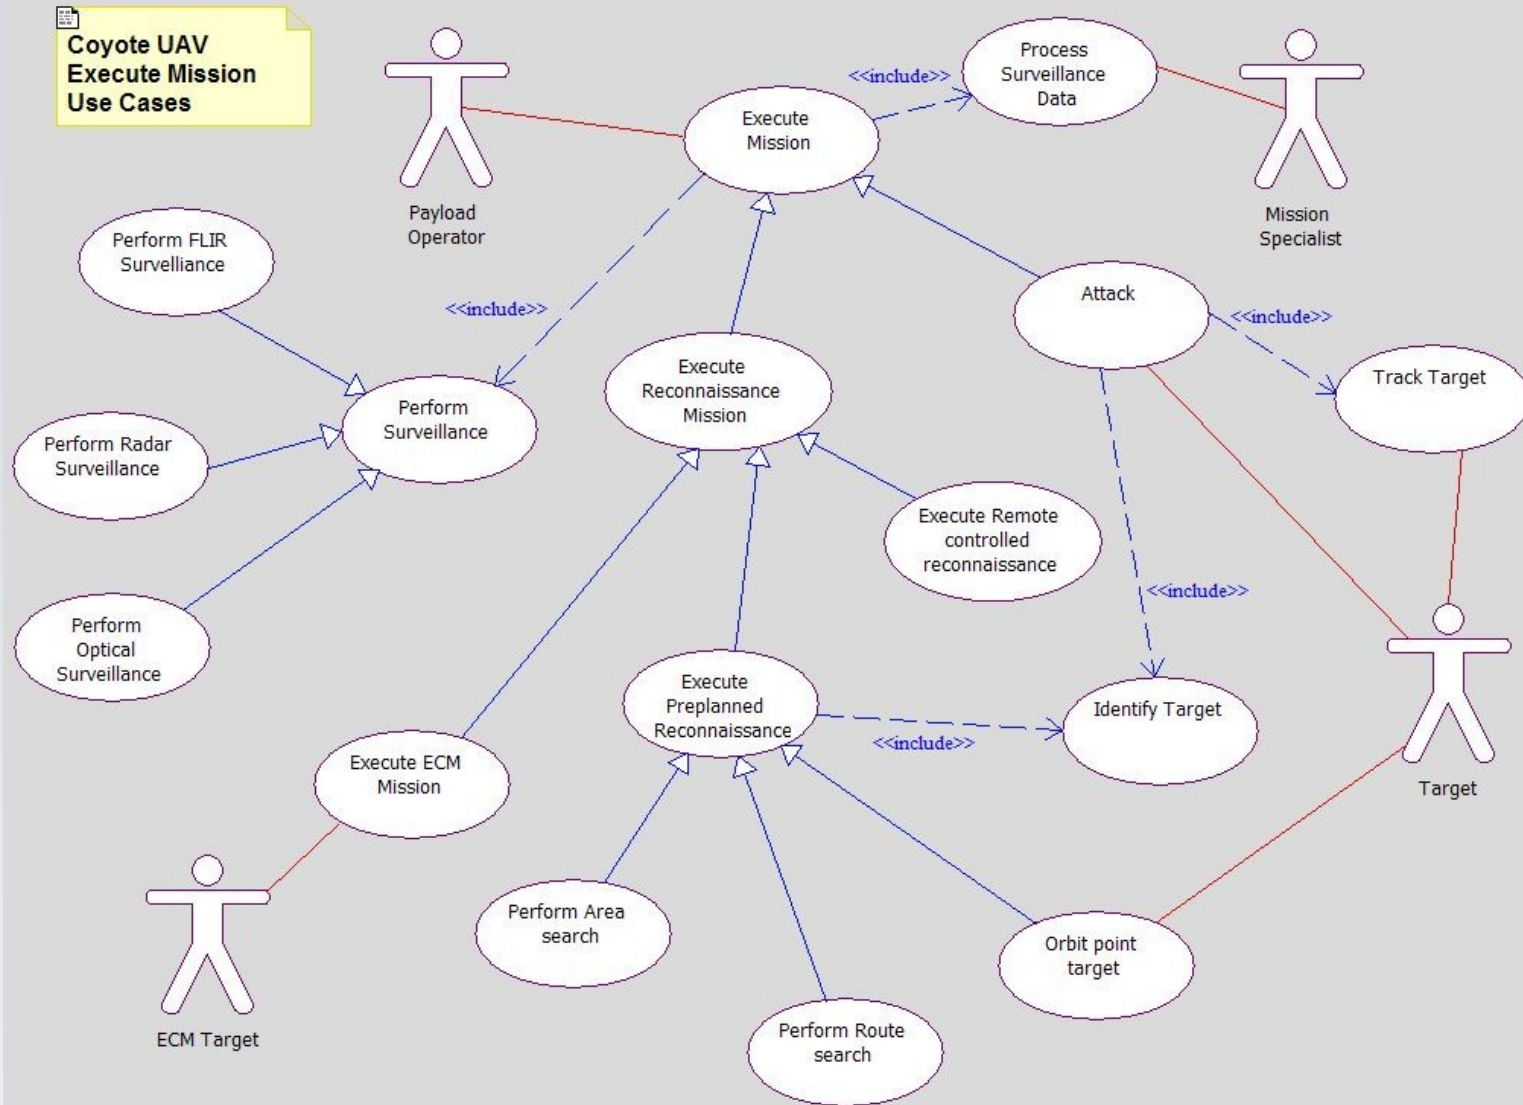 Coyote UAV
Execute Mission
Use Cases
Process
Surveillance
Data
<<include>>
Execute
Mission
Payload
Operator
Mission
Specialist
Perform FLIR
Survelliance
Attack
<<include>>
<<include>>
Execute
Reconnaissance
Mission
Track Target
Perform
Surveillance
Perform Radar
Surveillance
Execute Remote
controlled
reconnaissance
<<include>>
Perform
Optical
Surveillance
Execute
Preplanned
Reconnaissance
Identify Target
<<include>>
Execute ECM
Mission
Target
Perform Area
search
Orbit point
target
ECM Target
Perform Route
search